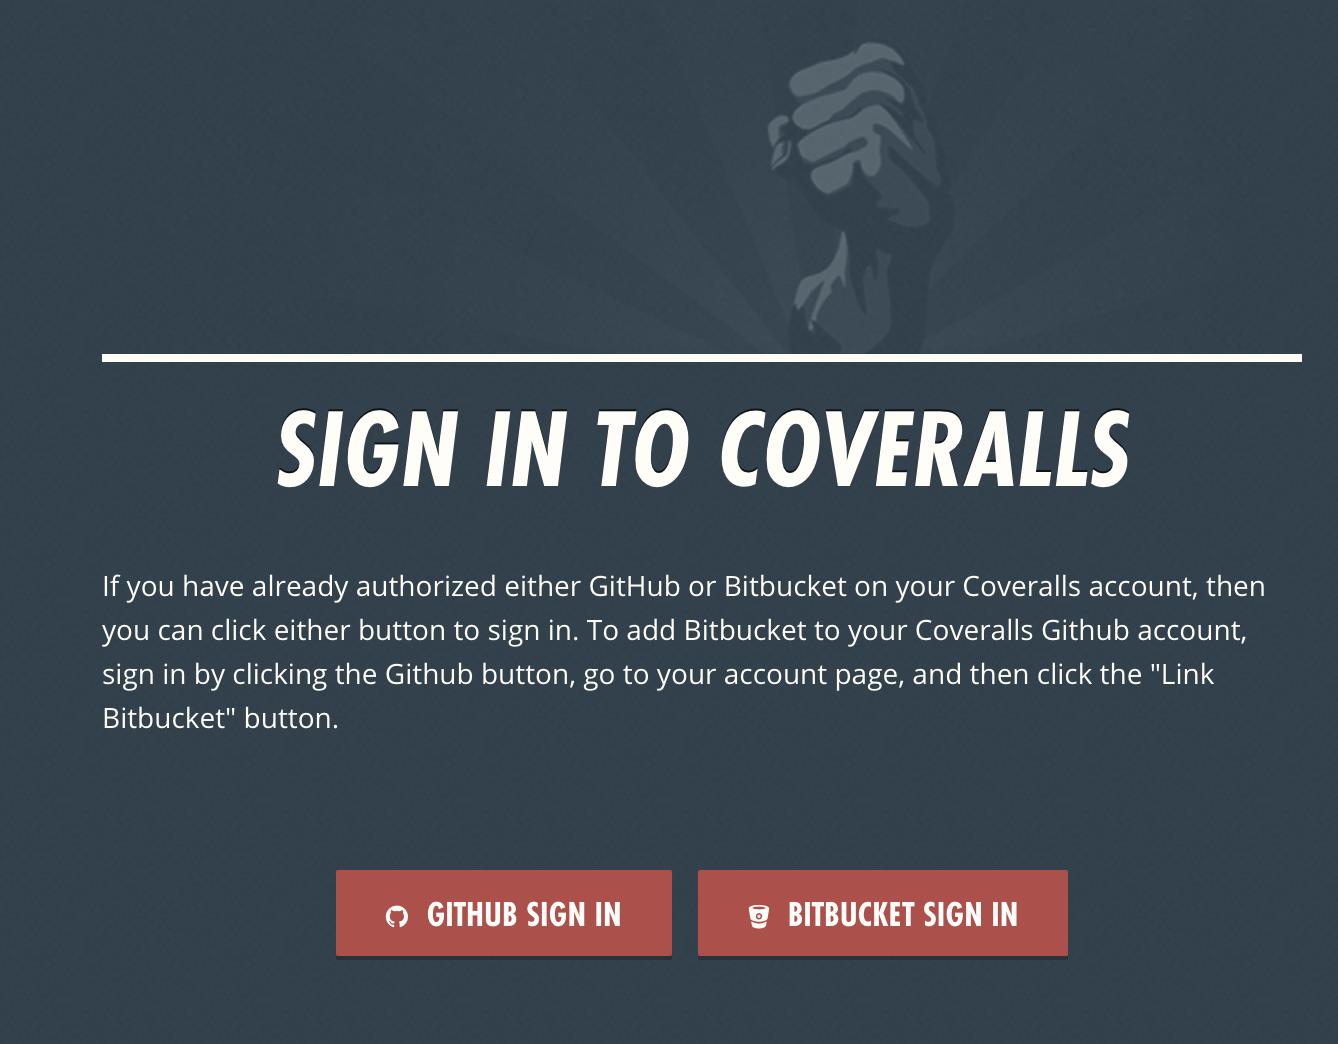 SIGN IN TO COVERALLS
If you have already authorized either GitHub or Bitbucket on your Coveralls account, then
you can click either button to sign in. To add Bitbucket to your Coveralls Github account,
sign in by clicking the Github button, go to your account page, and then click the "Link
Bitbucket" button.
GITHUB SIGN IN
BITBUCKET SIGN IN